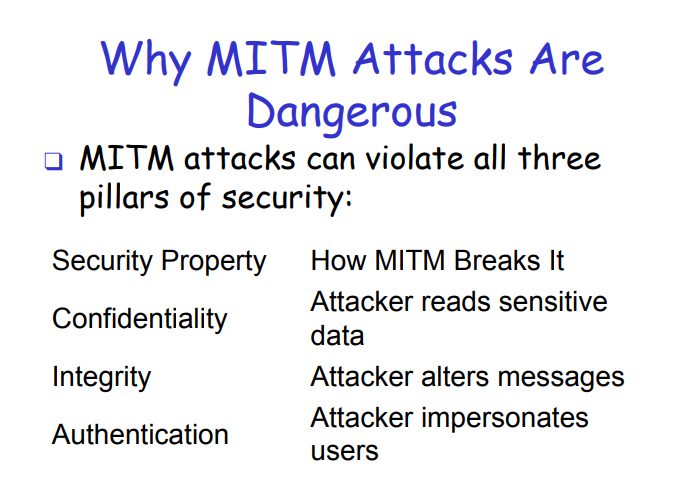 Why MITM Attacks Are
Dangerous
MITM attacks can violate all three
pillars of security:
Security Property How MITM Breaks It
Confidentiality Attacker reads sensitive
data
Integrity Attacker alters messages
Authentication Attacker impersonates
users